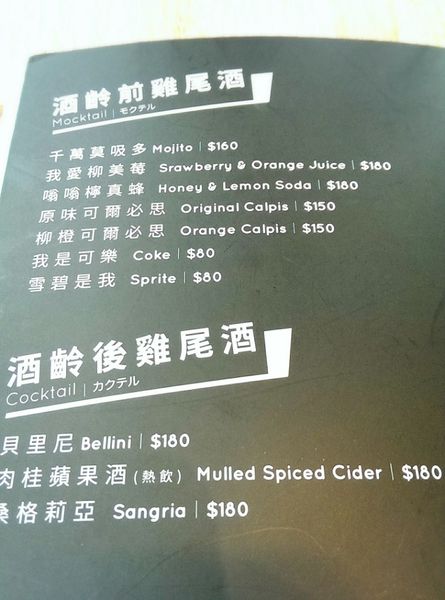 酒齡前雞尾酒
Mocktail | モクテル
千萬莫吸多 Mojito | $160
我愛柳美莓 Srawberry & Orange Juice | $180
嗡嗡檸真蜂 Honey & Lemon Soda | $180
原味可爾必思 Original Calpis | $150
柳橙可爾必思 Orange Calpis | $150
我是可樂 Coke | $80
雪碧是我 Sprite | $80
酒齡後雞尾酒
Cocktail | カクテル
貝里尼 Bellini | $180
肉桂蘋果酒(熱飲) Mulled Spiced Cider | $180
桑格莉亞 Sangria | $180